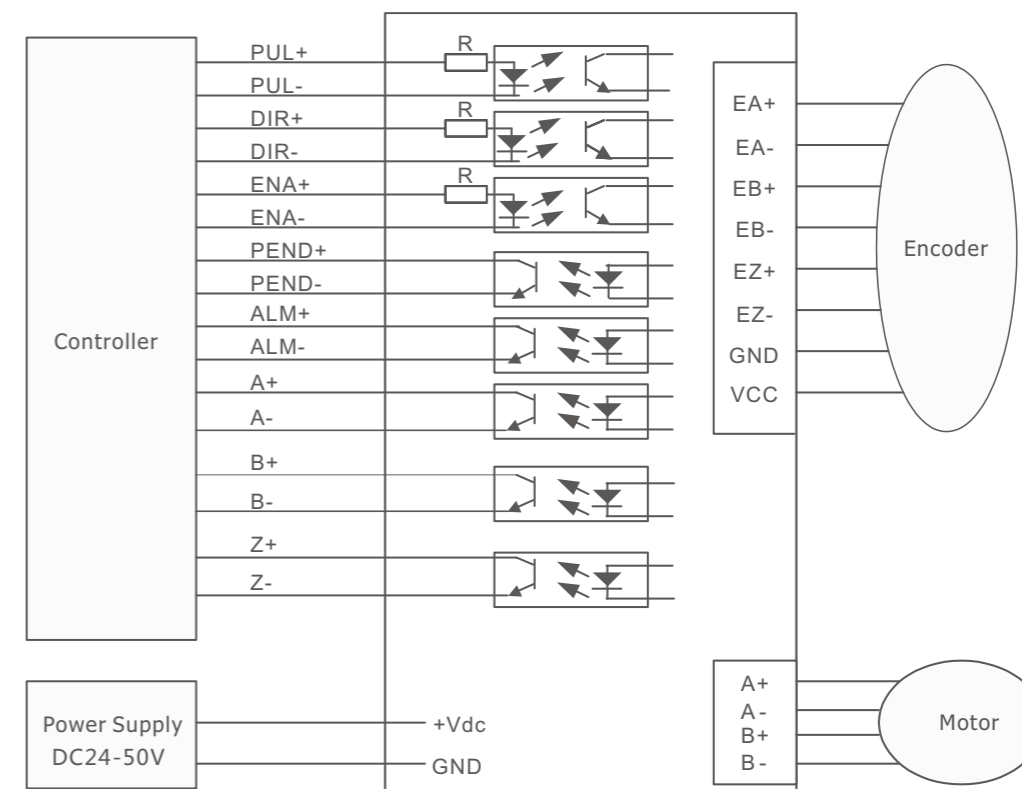 Controller
PUL+
PUL-
DIR+
DIR-
ENA+
ENA-
PEND+
PEND-
ALM+
ALM-
A+
A-
B+
B-
Z+
Z-
R
R
R
EA+
EA-
EB+
EB-
EZ+
EZ-
GND
VCC
Encoder
Power Supply
DC24-50V
+Vdc
GND
A+
A-
B+
B-
Motor